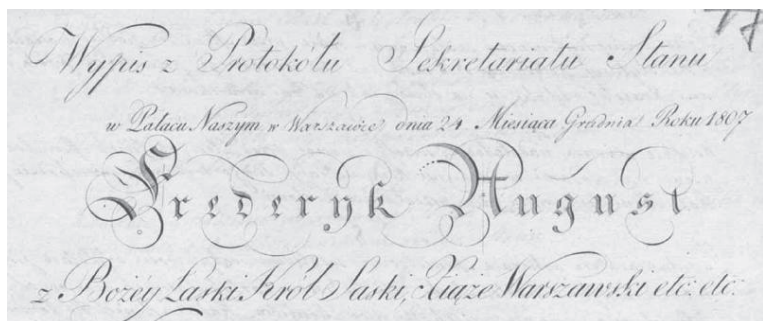 Wypis z Protokołu Sekretariatu Stanu
w Pałacu Naszym w Warszawie dnia 24 Miesiąca Grudnia Roku 1807
Frederyk August
z Bożéy Łaski Król Saski, Xiąże Warszawski etc: etc: